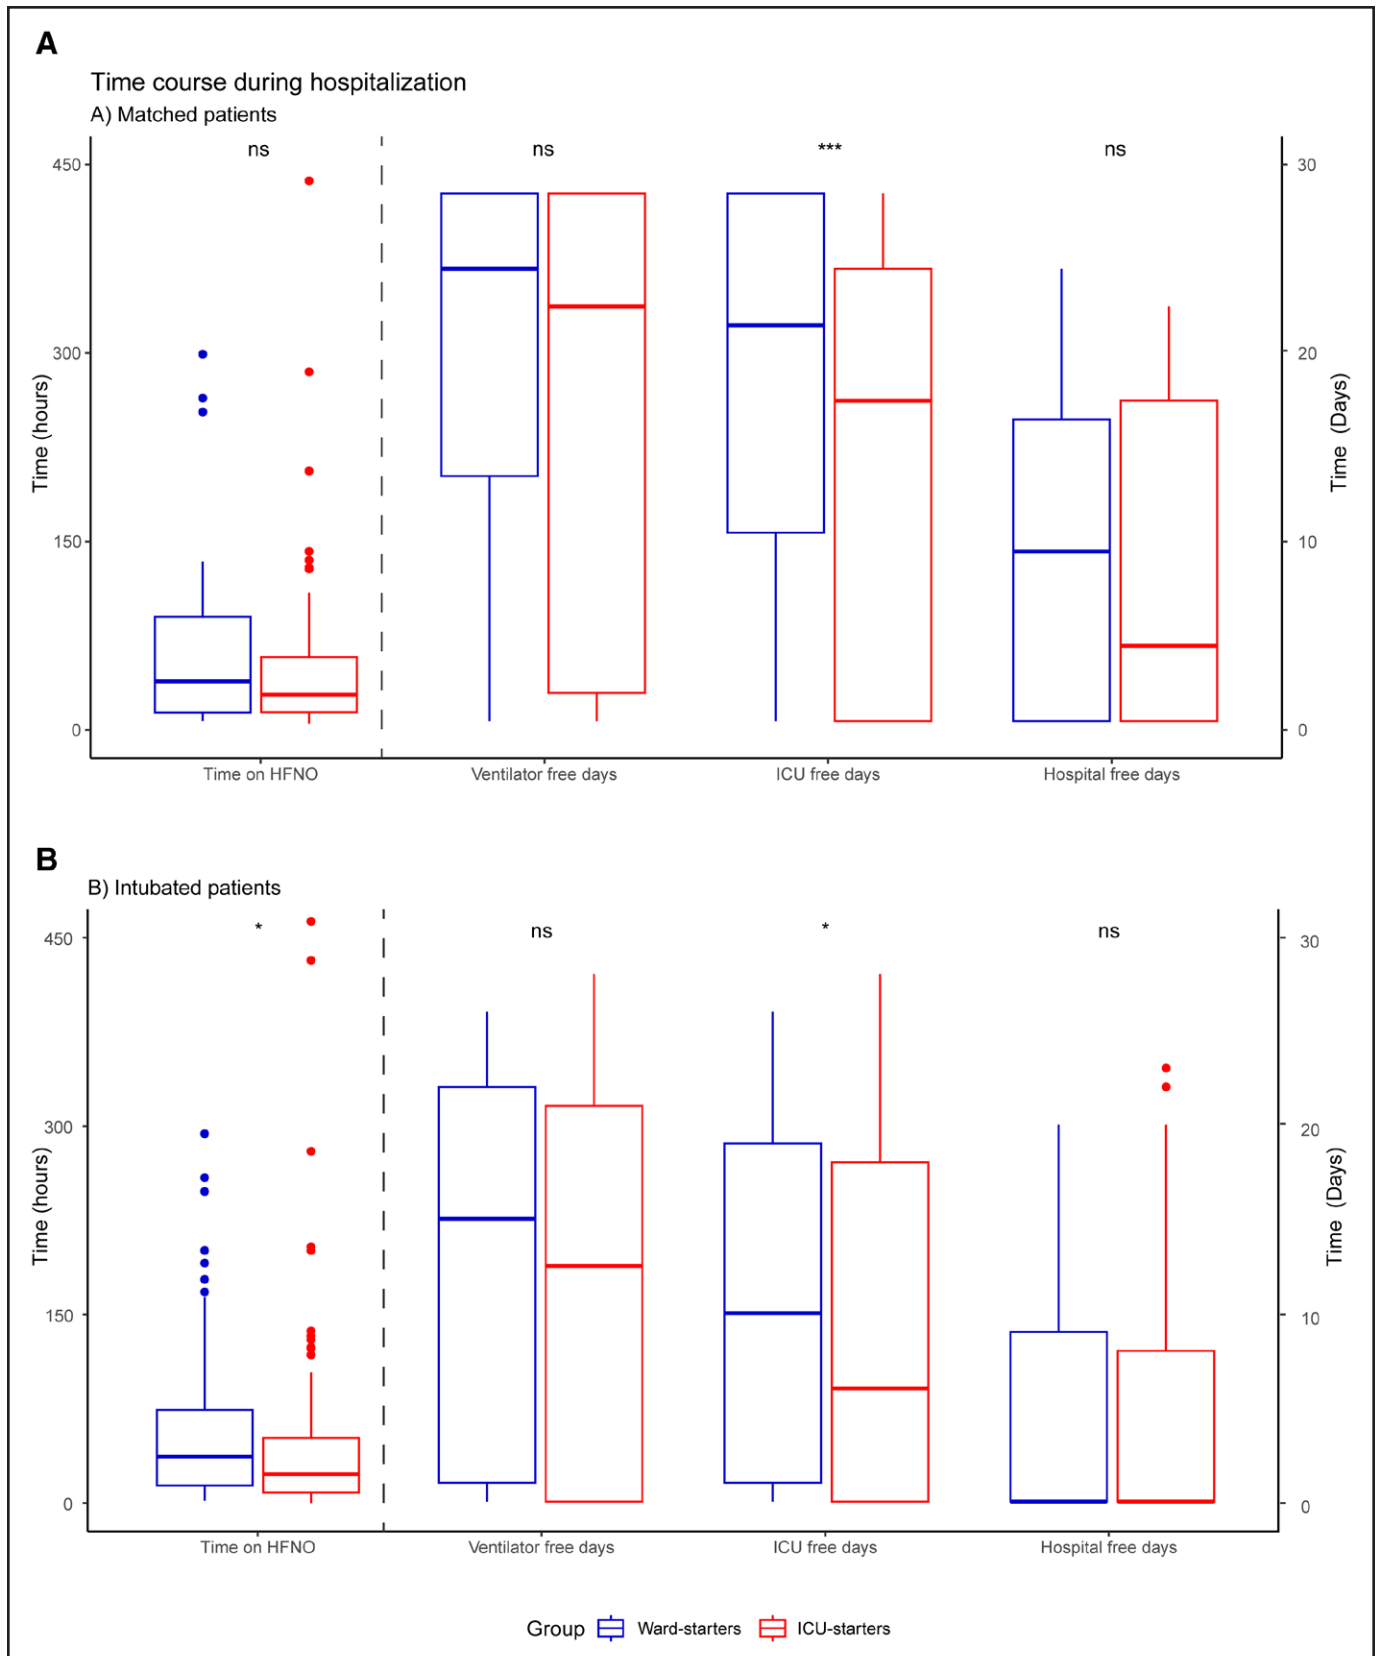 A
Time course during hospitalization
A) Matched patients
ns ns *** ns
450 30
300 20
150 10
0 0
Time (hours)
Time (Days)
Time on HFNO Ventilator free days ICU free days Hospital free days
B
B) Intubated patients
* ns * ns
450 30
300 20
150 10
0 0
Time (hours)
Time (Days)
Time on HFNO Ventilator free days ICU free days Hospital free days
Group Ward-starters ICU-starters